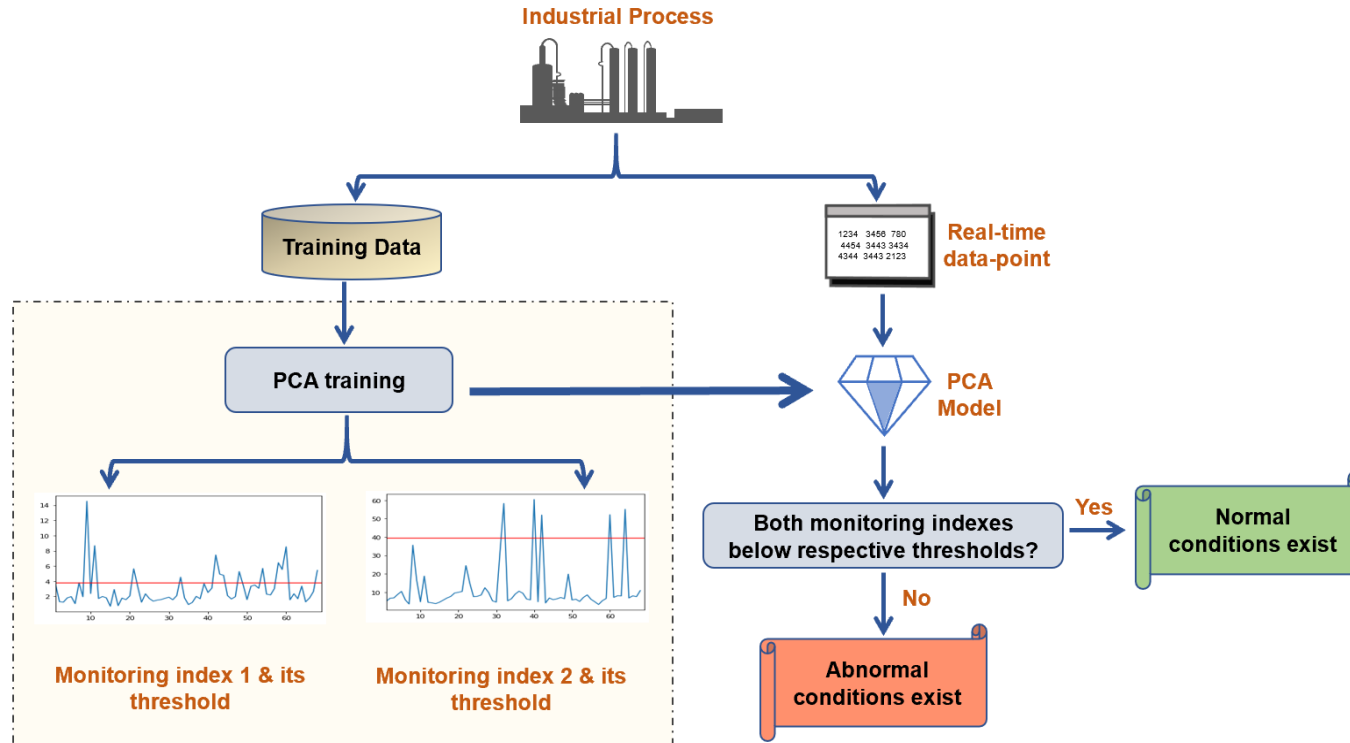 Industrial Process
Training Data
1234 3456 780
4454 3443 3434
4344 3443 2123
Real-time
data-point
PCA training
PCA
Model
14
12
10
8
6
4
2
10
20
30
40
50
60
60
50
40
30
20
10
10
20
30
40
50
60
Monitoring index 1 & its
threshold
Monitoring index 2 & its
threshold
Both monitoring indexes
below respective thresholds?
Yes
Normal
conditions exist
No
Abnormal
conditions exist